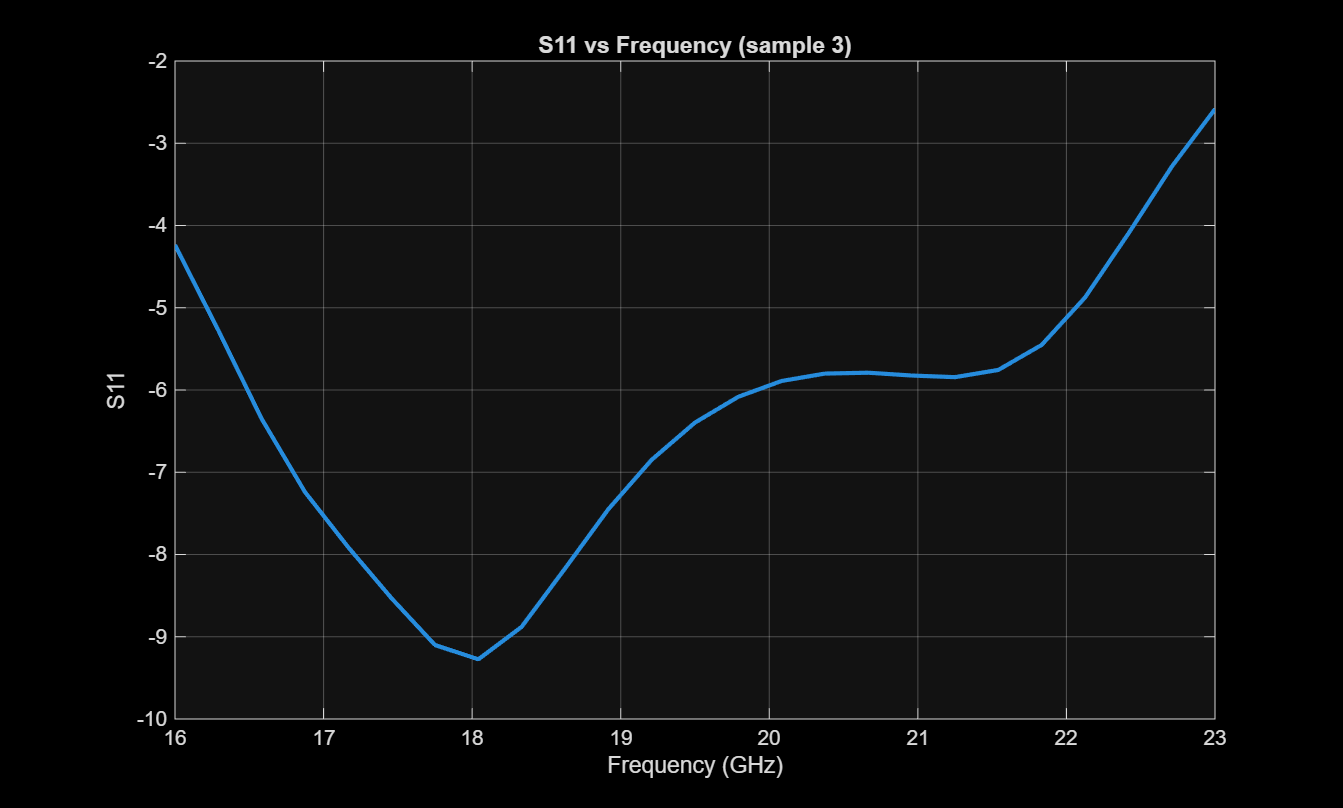 S11 vs Frequency (sample 3)
-2
-3
-4
-5
-6
-7
-8
-9
-10
S11
16 17 18 19 20 21 22 23
Frequency (GHz)